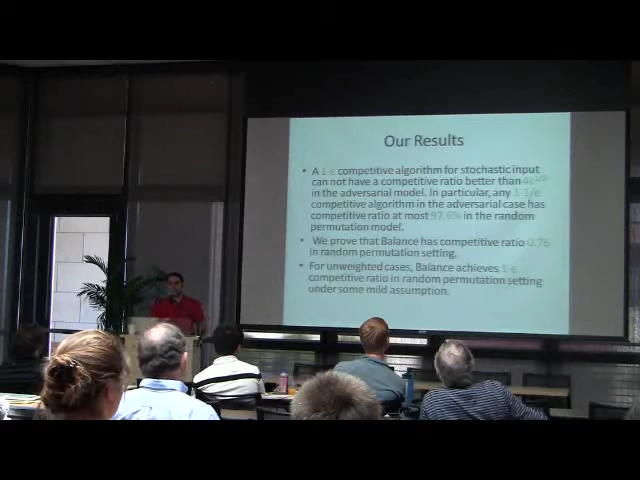 Our Results
• A 1-ε competitive algorithm for stochastic input
can not have a competitive ratio better than
in the adversarial model. In particular, any 1-1/e
competitive algorithm in the adversarial case has
competitive ratio at most 97.6% in the random
permutation model.
• We prove that Balance has competitive ratio 0.76
in random permutation setting.
• For unweighted cases, Balance achieves 1-ε
competitive ratio in random permutation setting
under some mild assumption.